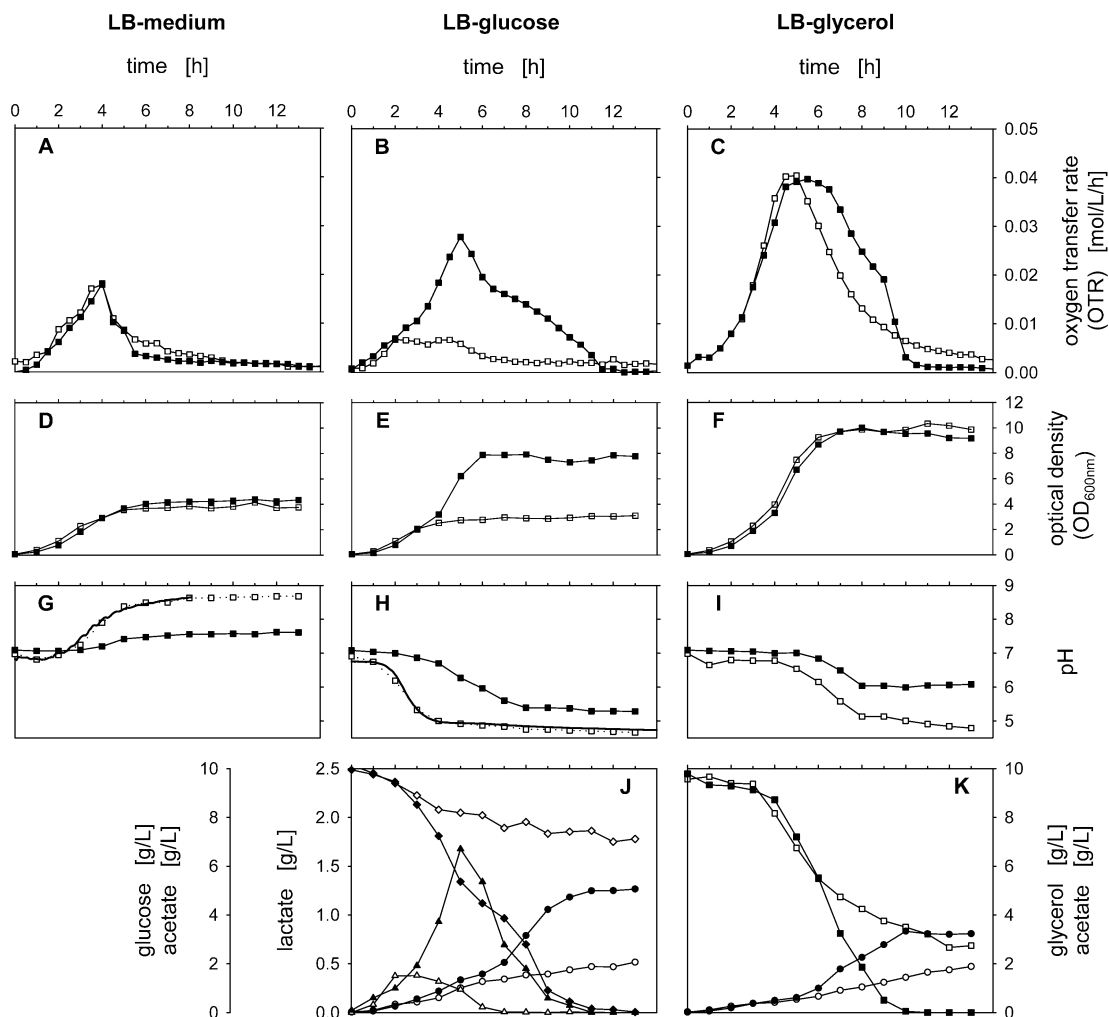 LB-medium LB-glucose LB-glycerol
time [h] time [h] time [h]
0 2 4 6 8 10 12 0 2 4 6 8 10 12 0 2 4 6 8 10 12
A B C
0.05
0.04
0.03
0.02
0.01
0.00
oxygen transfer rate
(OTR) [mol/L/h]
D E F
12
10
8
6
4
2
0
optical density
(OD600nm)
G H I
9
8
7
6
5
pH
J K
10
8
6
4
2
0
glucose [g/L]
acetate [g/L]
2.5
2.0
1.5
1.0
0.5
0.0
lactate [g/L]
10
8
6
4
2
0
glycerol [g/L]
acetate [g/L]